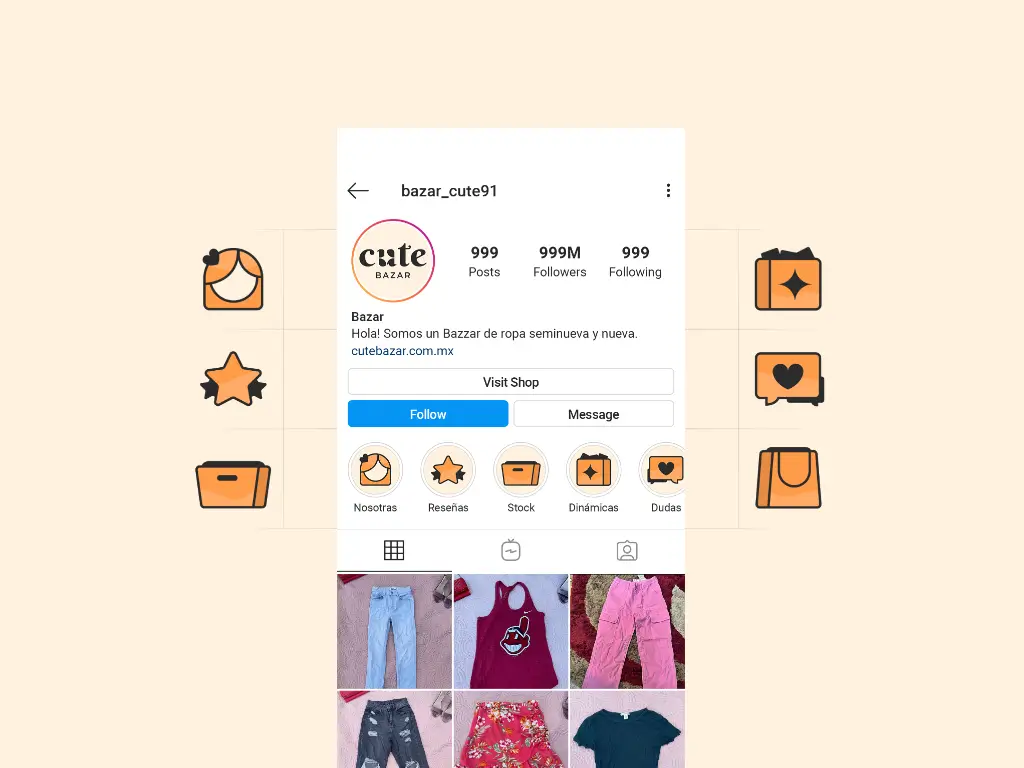 bazar_cute91
cute
BAZAR
999
Posts
999M
Followers
999
Following
Bazar
Hola! Somos un Bazzar de ropa seminueva y nueva.
cutebazar.com.mx
Visit Shop
Follow
Message
Nosotras
Reseñas
Stock
Dinámicas
Dudas